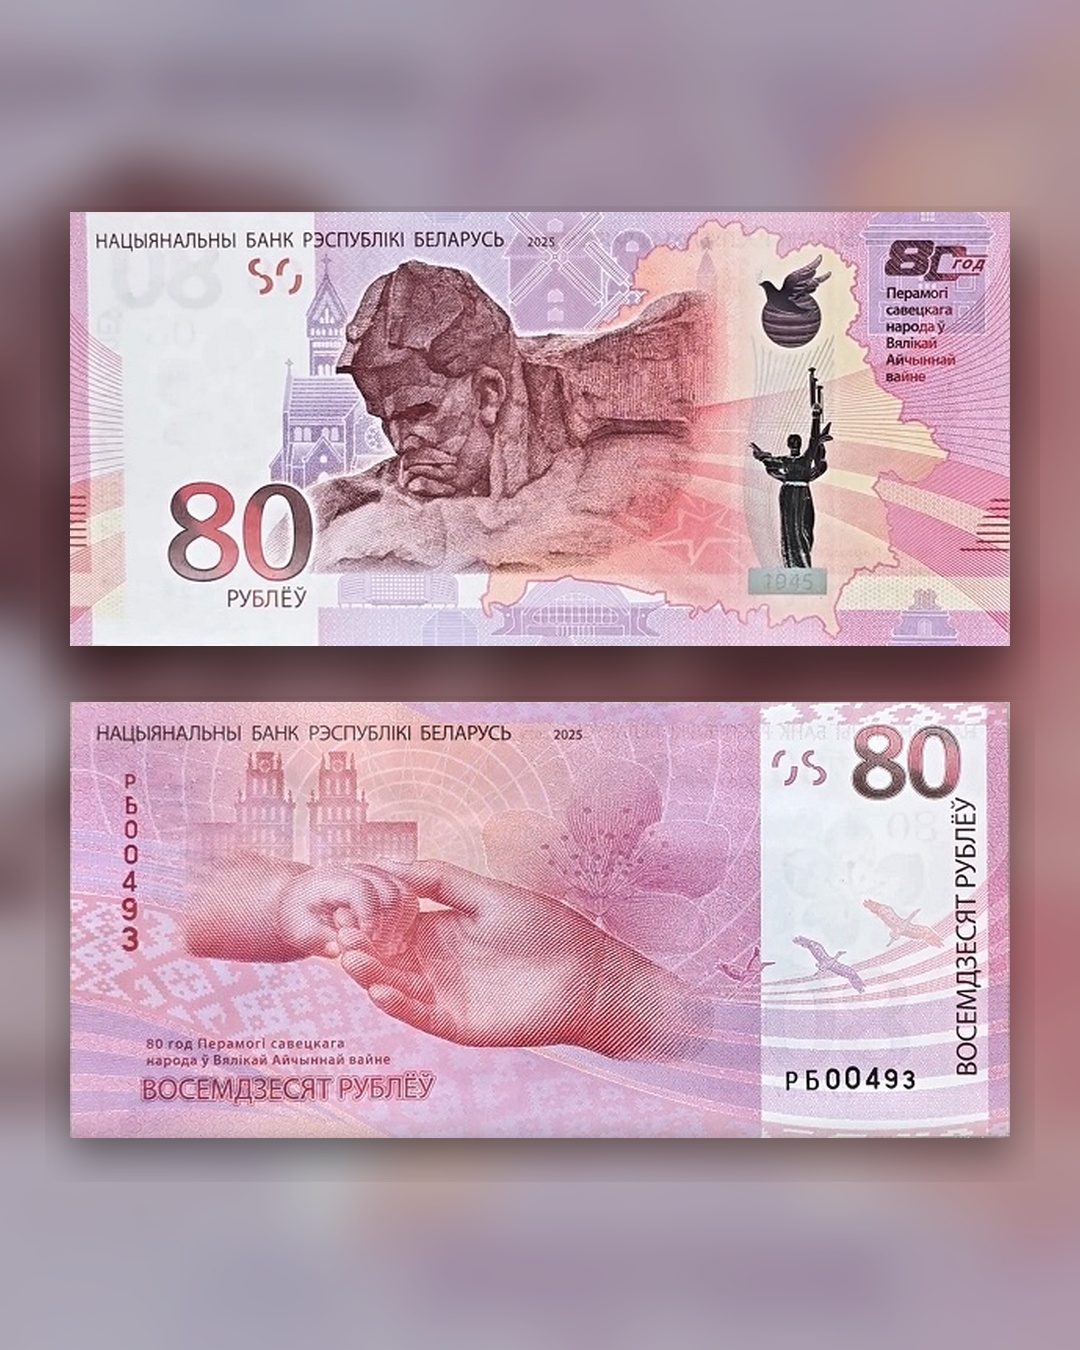 НАЦЫЯНАЛЬНЫ БАНК РЭСПУБЛІКІ БЕЛАРУСЬ 2025
80 год
Перамогі
савецкага
народа ў
Вялікай
Айчыннай
вайне
80
РУБЛЁЎ
1945
НАЦЫЯНАЛЬНЫ БАНК РЭСПУБЛІКІ БЕЛАРУСЬ 2025
80
РБ00493
ВОСЕМДЗЕСЯТ РУБЛЁЎ
80 год Перамогі савецкага
народа ў Вялікай Айчыннай вайне
ВОСЕМДЗЕСЯТ РУБЛЁЎ
РБ00493